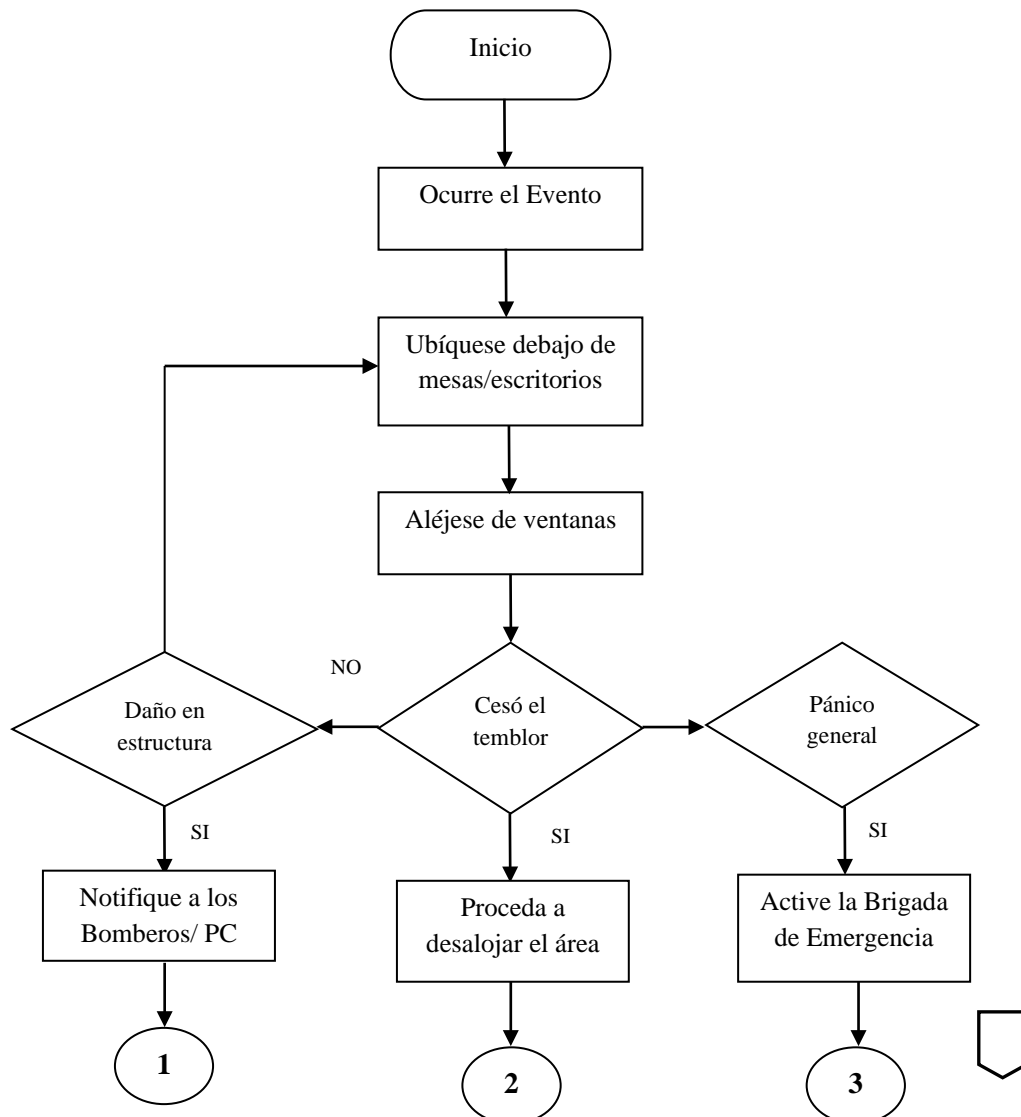 Inicio
Ocurre el Evento
Ubíquese debajo de
mesas/escritorios
Aléjese de ventanas
NO
Daño en
estructura
Cesó el
temblor
Pánico
general
SI
SI
SI
Notifique a los
Bomberos/ PC
Proceda a
desalojar el área
Active la Brigada
de Emergencia
1
2
3